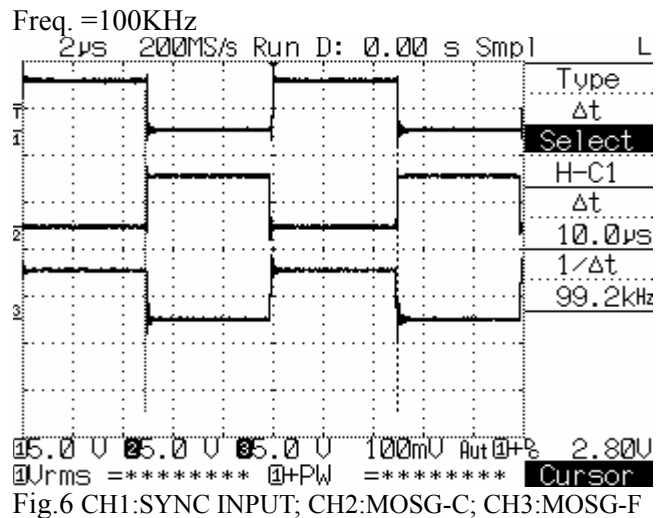 Freq. =100KHz
2µs 200MS/s Run D: 0.00 s Smpl L
Type
Δt
Select
H-C1
Δt
10.0µs
1/Δt
99.2kHz
T
1
2
3
15.0 V 25.0 V 35.0 V 100mV Aut1+% 2.80V
1Vrms =******** 1+PW =******** Cursor
Fig.6 CH1:SYNC INPUT; CH2:MOSG-C; CH3:MOSG-F